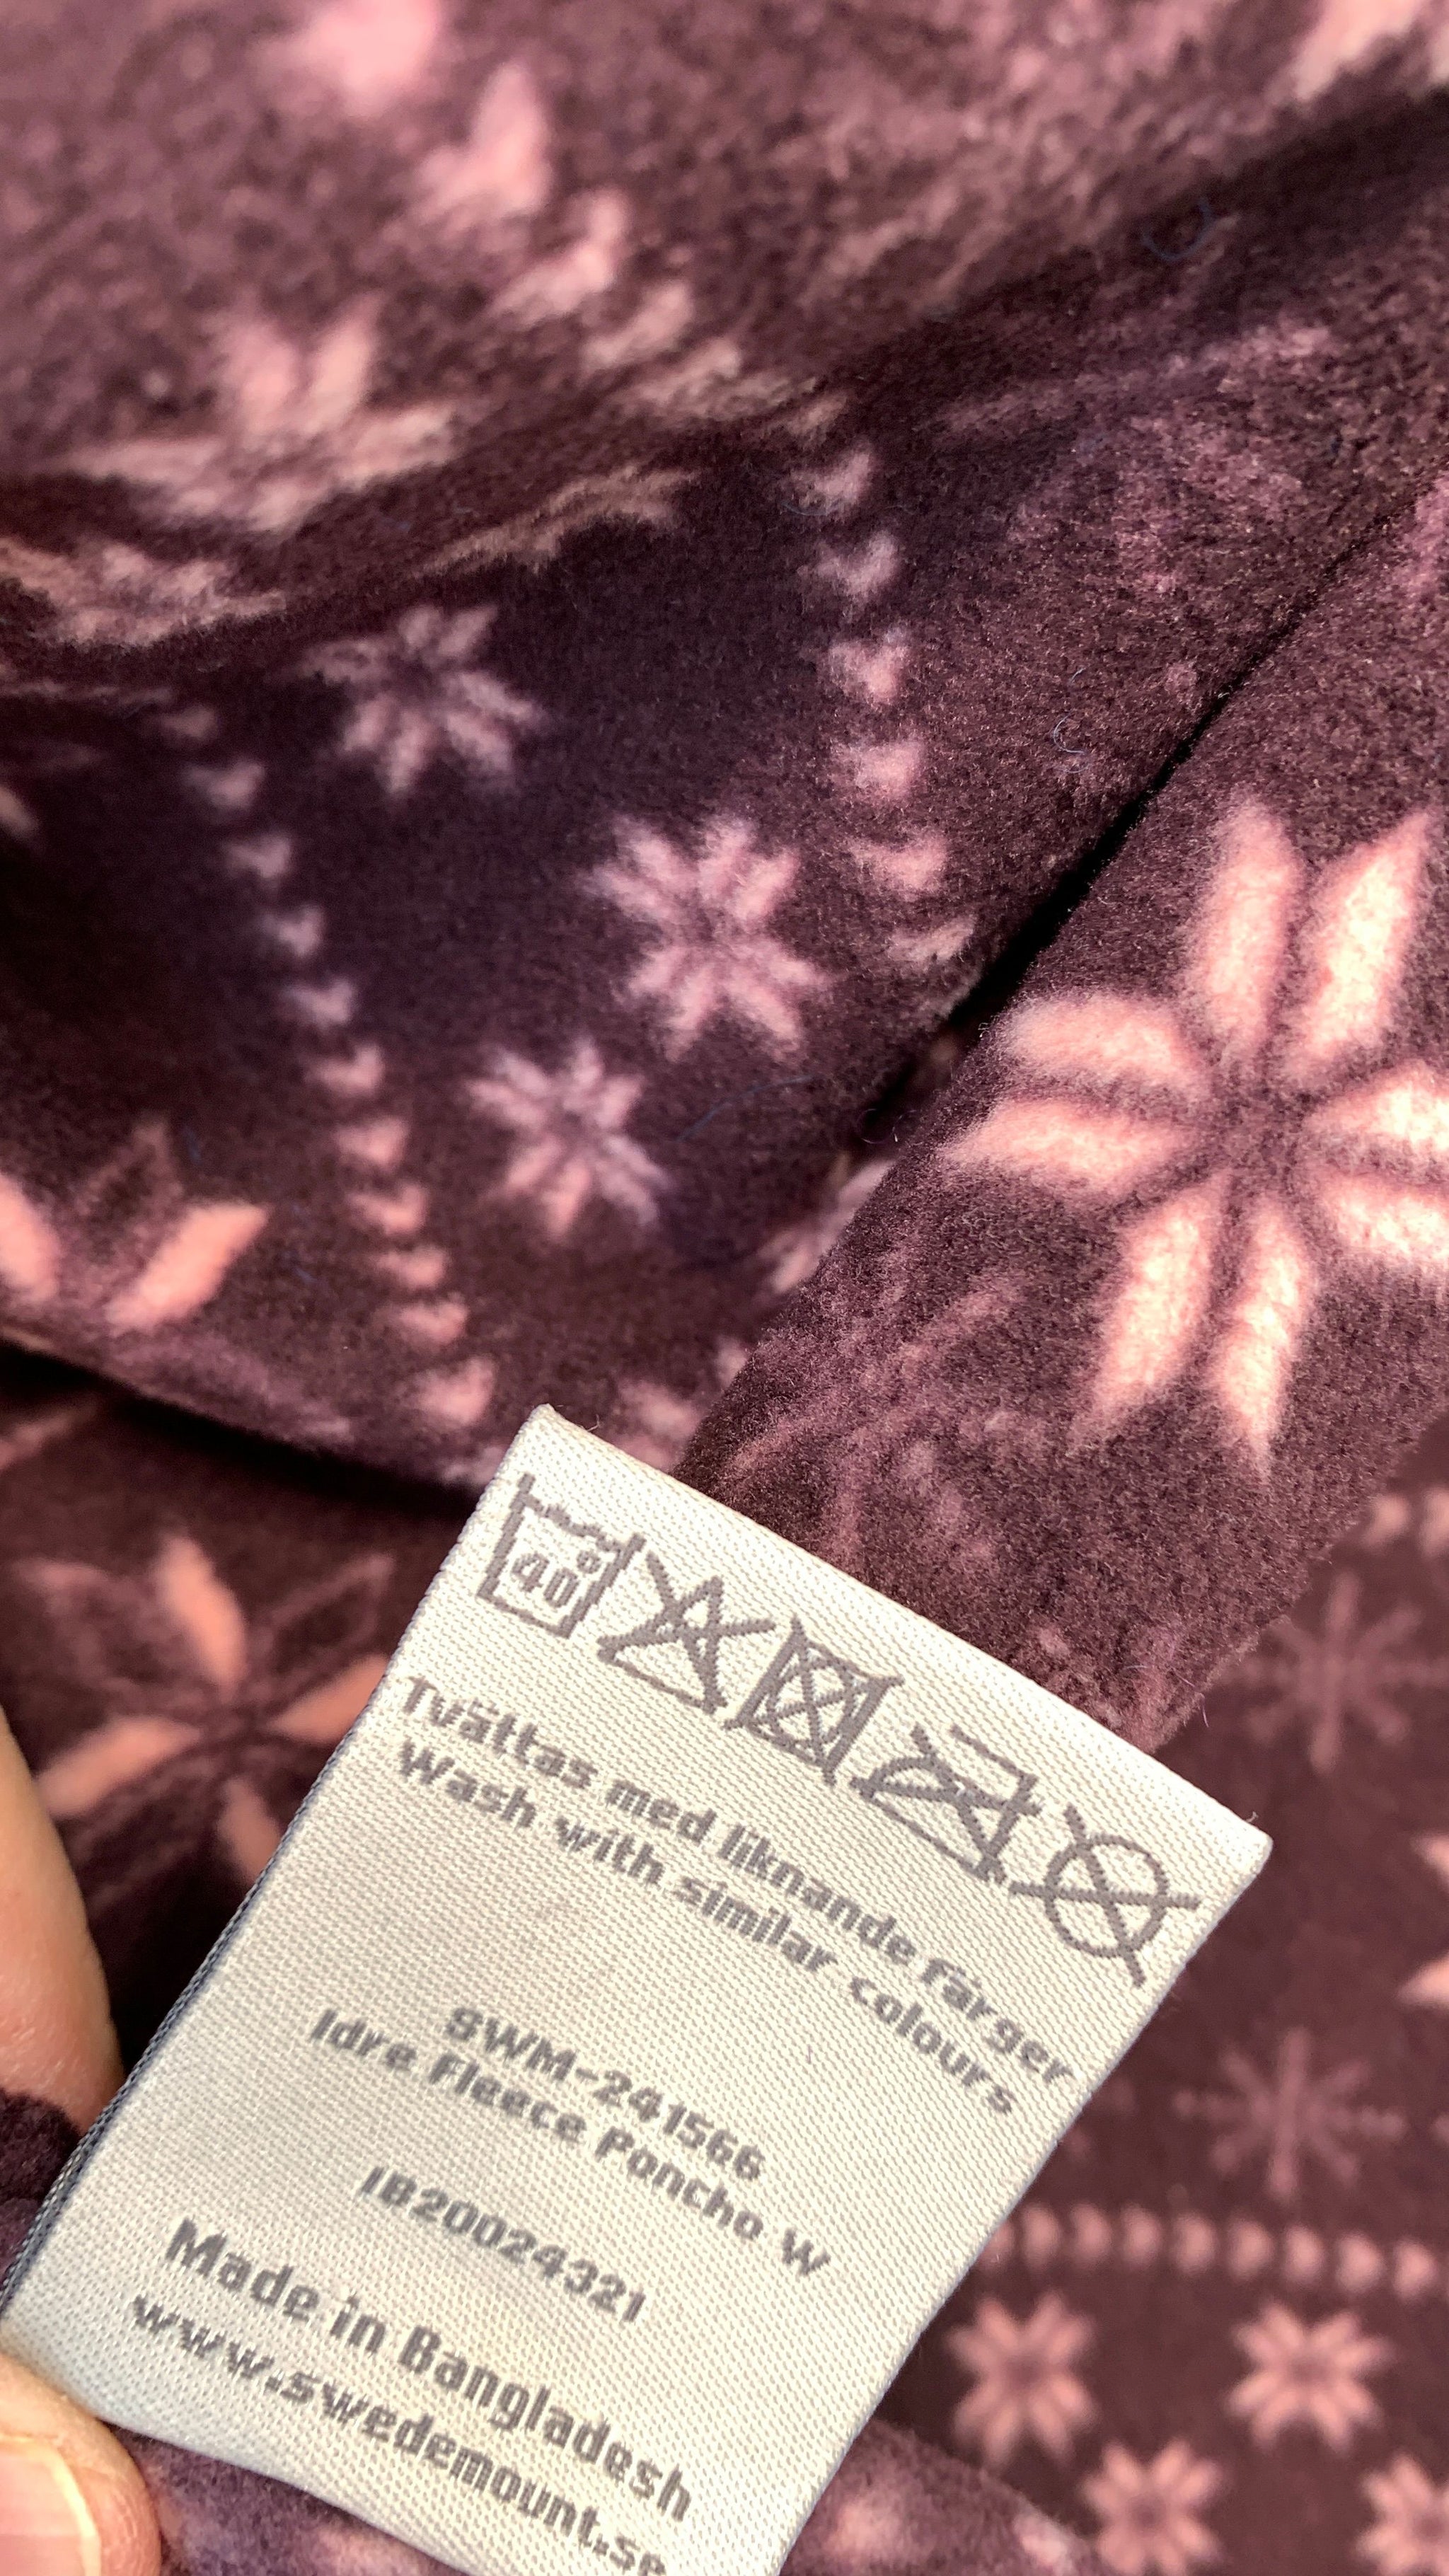 40°
Tvättas med liknande färger
Wash with similar colours
SWM-241566
Idre Fleece Poncho W
IB20024321
Made in Bangladesh
www.swedemount.se